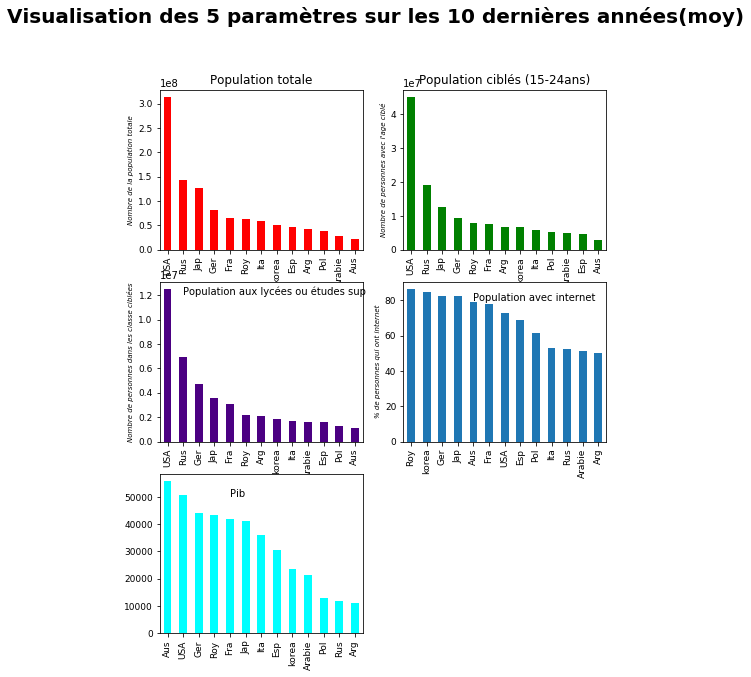 Visualisation des 5 paramètres sur les 10 dernières années(moy)
1e8
Population totale
Nombre de la population totale
3.0
2.5
2.0
1.5
1.0
0.5
0.0
USA Rus Jap Ger Fra Roy Ita korea Esp Arg Pol Arabie Aus
1e7
Population ciblés (15-24ans)
Nombre de personnes avec l'age ciblé
4
3
2
1
0
USA Rus Jap Ger Roy Fra Arg korea Ita Pol Arabie Esp Aus
1e7
Population aux lycées ou études sup
Nombre de personnes dans les classe ciblées
1.2
1.0
0.8
0.6
0.4
0.2
0.0
USA Rus Ger Jap Fra Roy Arg korea Ita Arabie Esp Pol Aus
Population avec internet
% de personnes qui ont internet
80
60
40
20
0
Roy korea Ger Jap Aus Fra USA Esp Pol Ita Rus Arabie Arg
Pib
50000
40000
30000
20000
10000
0
Aus USA Ger Roy Fra Jap Ita Esp korea Arabie Pol Rus Arg